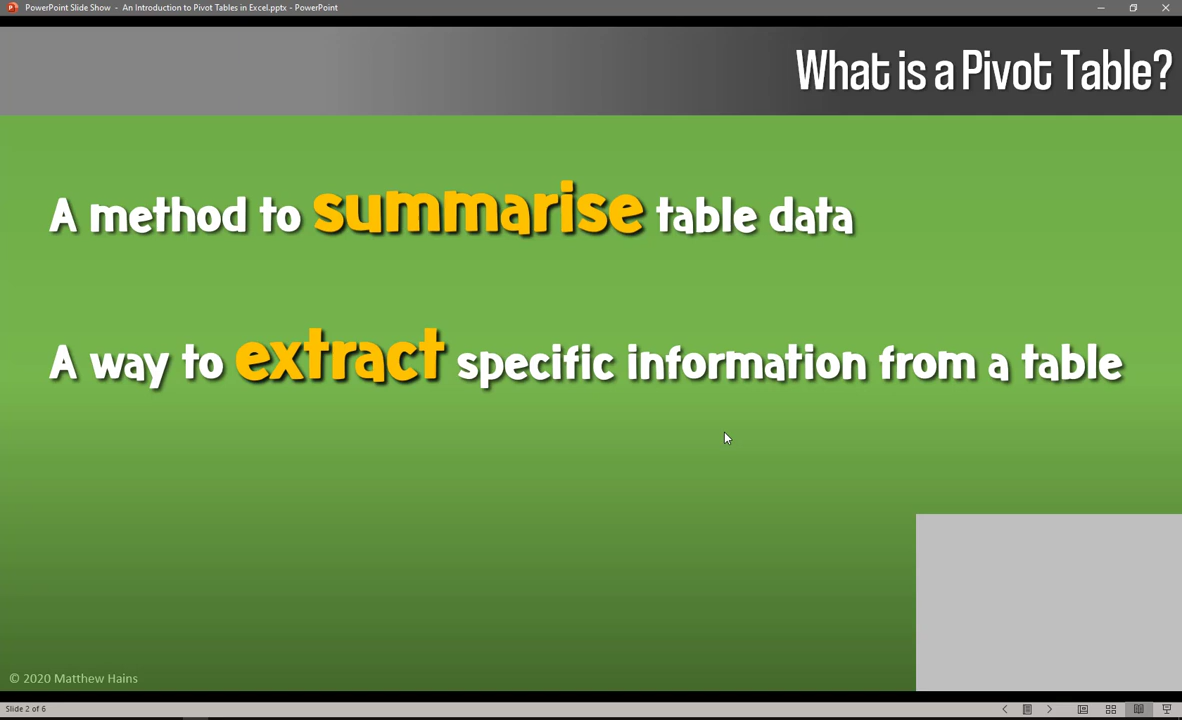 PowerPoint Slide Show - An Introduction to Pivot Tables in Excel.pptx - PowerPoint
What is a Pivot Table?
A method to summarise table data
A way to extract specific information from a table
© 2020 Matthew Hains
Slide 2 of 6